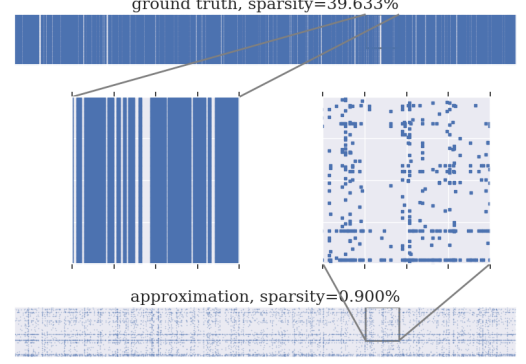 ground truth, sparsity=39.633%
approximation, sparsity=0.900%